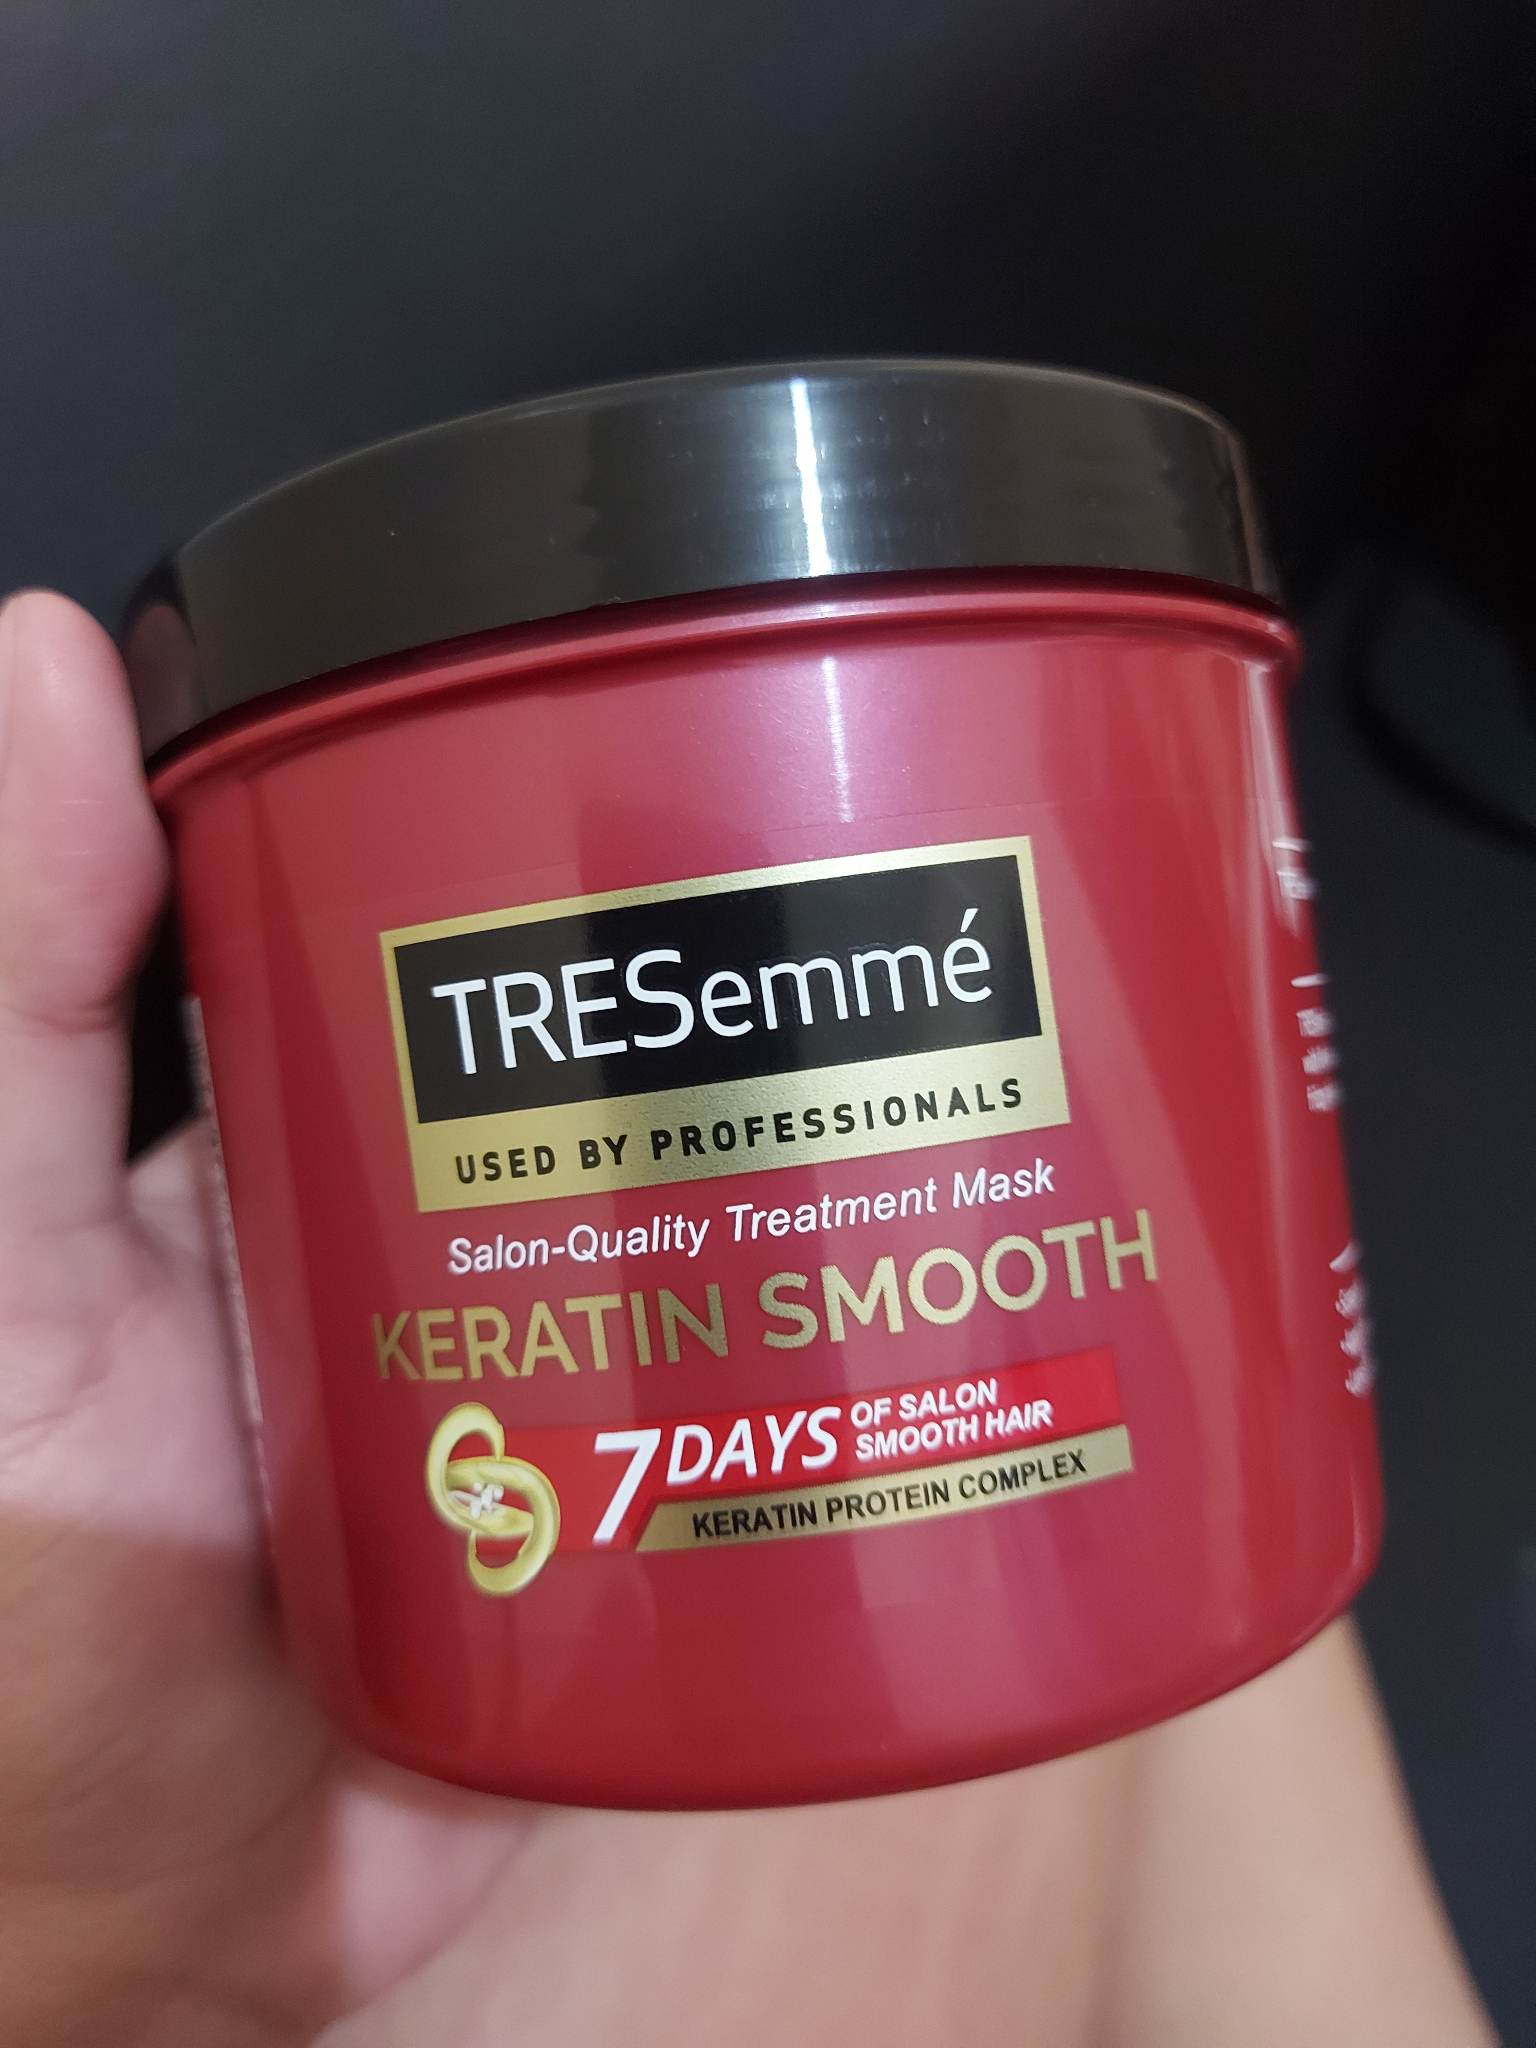 TRESemmé
USED BY PROFESSIONALS
Salon-Quality Treatment Mask
KERATIN SMOOTH
7 DAYS OF SALON
SMOOTH HAIR
KERATIN PROTEIN COMPLEX